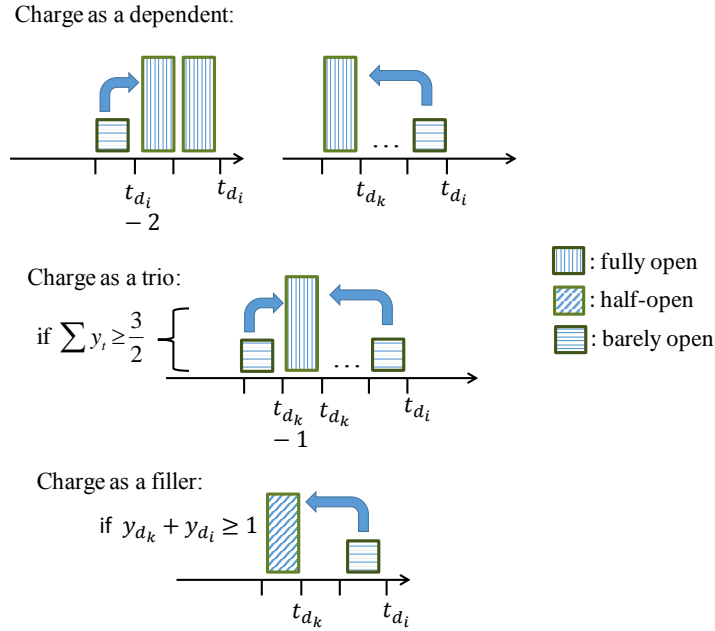 Charge as a dependent:
...
t_{d_i} t_{d_k} t_{d_i}
t_{d_i}
− 2
: fully open
Charge as a trio:
: half-open
if ∑ y_t ≥ 3/2
: barely open
...
t_{d_k} t_{d_k} t_{d_i}
− 1
Charge as a filler:
if y_{d_k} + y_{d_i} ≥ 1
t_{d_k} t_{d_i}